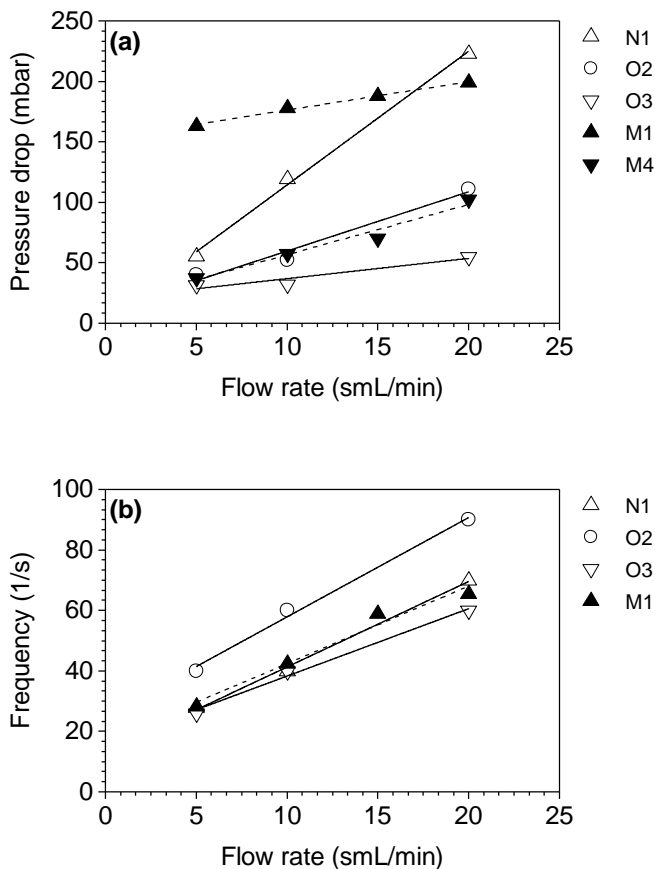 (a)
Pressure drop (mbar)
250
200
150
100
50
0
0 5 10 15 20 25
Flow rate (smL/min)
N1
O2
O3
M1
M4
(b)
Frequency (1/s)
100
80
60
40
20
0
0 5 10 15 20 25
Flow rate (smL/min)
N1
O2
O3
M1